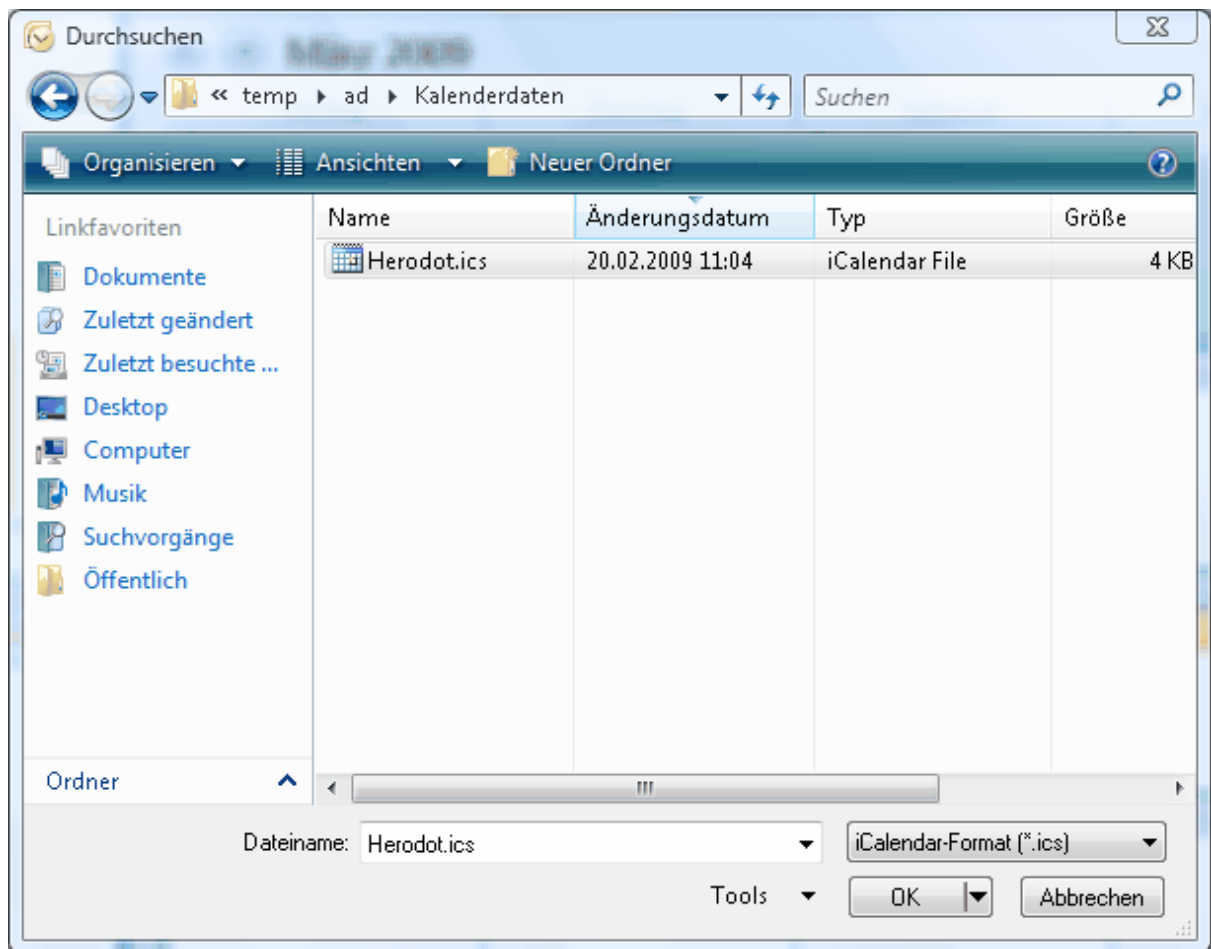 Durchsuchen
März 2009
« temp ▸ ad ▸ Kalenderdaten
Suchen
Organisieren Ansichten Neuer Ordner
Linkfavoriten
Name Änderungsdatum Typ Größe
Herodot.ics 20.02.2009 11:04 iCalendar File 4 KB
Dokumente
Zuletzt geändert
Zuletzt besuchte ...
Desktop
Computer
Musik
Suchvorgänge
Öffentlich
Ordner
Dateiname: Herodot.ics iCalendar-Format (*.ics)
Tools OK Abbrechen